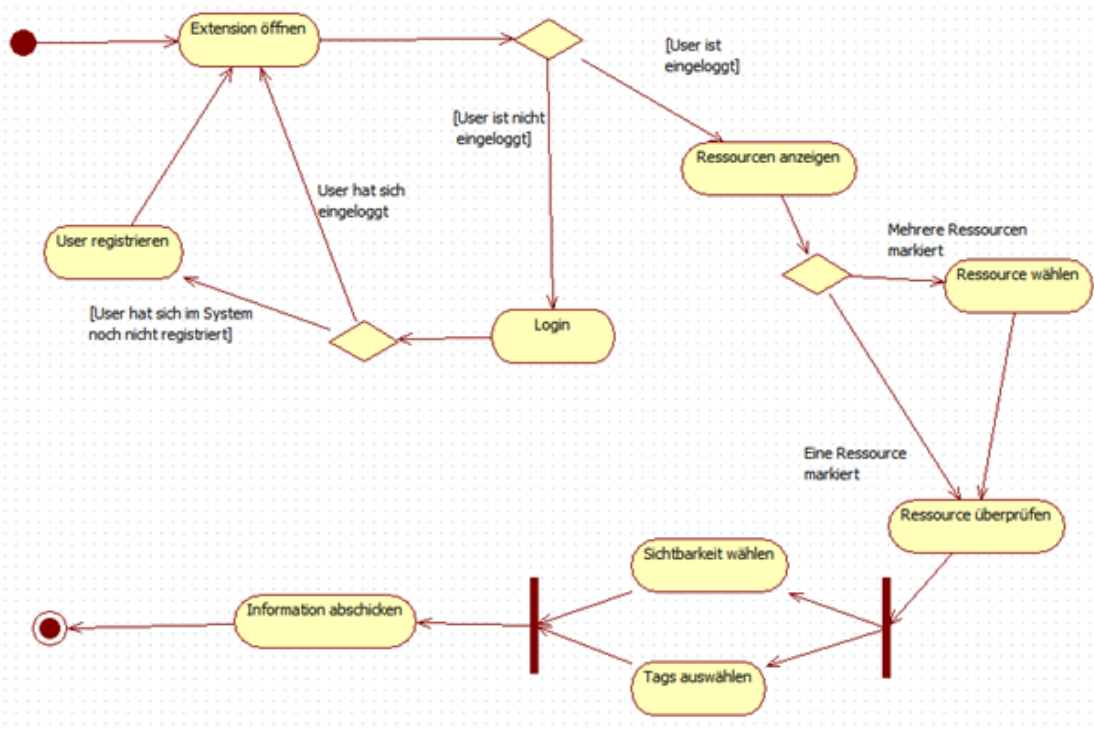 Extension öffnen
[User ist
eingeloggt]
[User ist nicht
eingeloggt]
Ressourcen anzeigen
User hat sich
eingeloggt
User registrieren
Mehrere Ressourcen
markiert
Ressource wählen
[User hat sich im System
noch nicht registriert]
Login
Eine Ressource
markiert
Ressource überprüfen
Sichtbarkeit wählen
Information abschicken
Tags auswählen